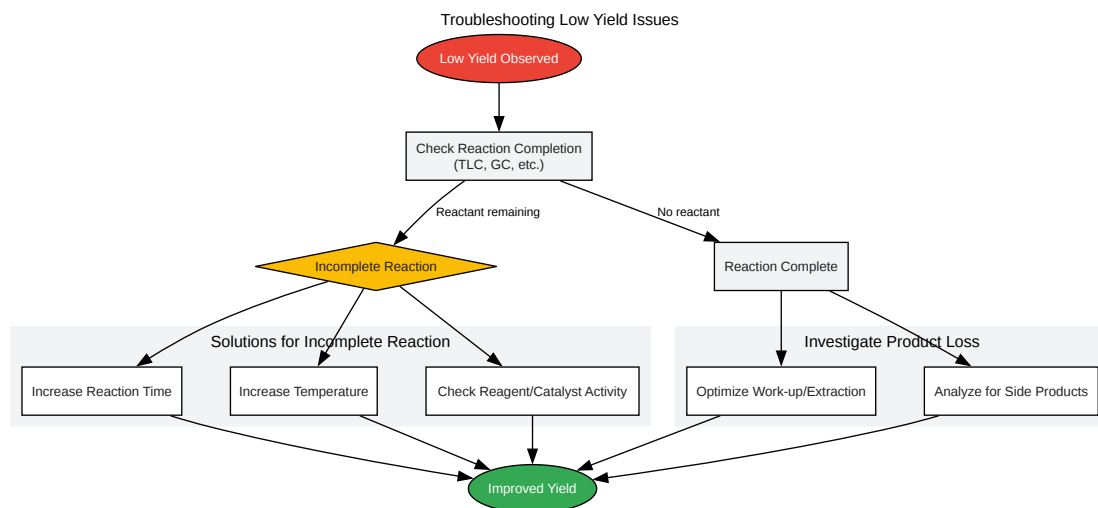 Troubleshooting Low Yield Issues
Low Yield Observed
Check Reaction Completion
(TLC, GC, etc.)
Reactant remaining
No reactant
Incomplete Reaction
Reaction Complete
Solutions for Incomplete Reaction
Investigate Product Loss
Increase Reaction Time
Increase Temperature
Check Reagent/Catalyst Activity
Optimize Work-up/Extraction
Analyze for Side Products
Improved Yield